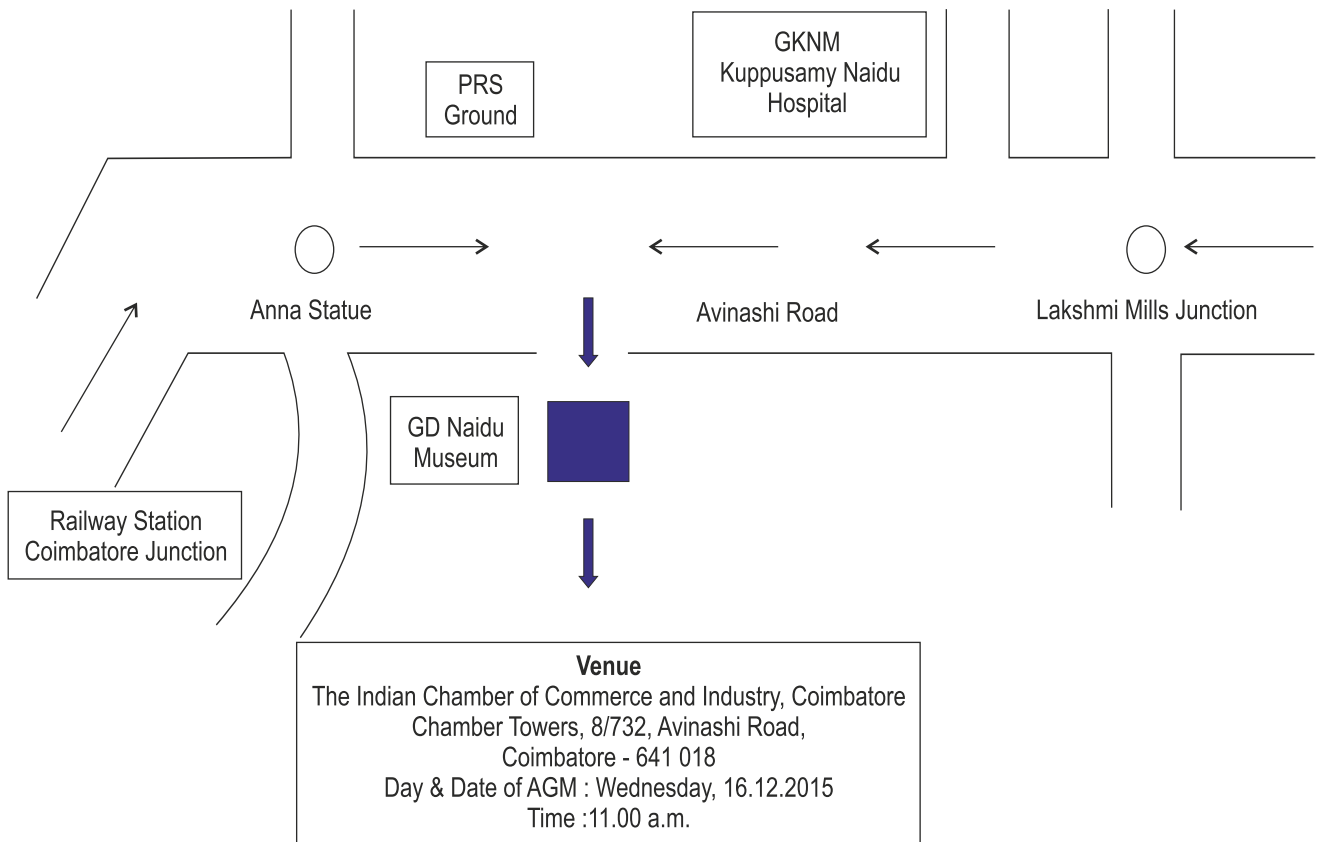 GKNM
Kuppusamy Naidu
Hospital
PRS
Ground
Anna Statue
Avinashi Road
Lakshmi Mills Junction
GD Naidu
Museum
Railway Station
Coimbatore Junction
Venue
The Indian Chamber of Commerce and Industry, Coimbatore
Chamber Towers, 8/732, Avinashi Road,
Coimbatore - 641 018
Day & Date of AGM : Wednesday, 16.12.2015
Time :11.00 a.m.